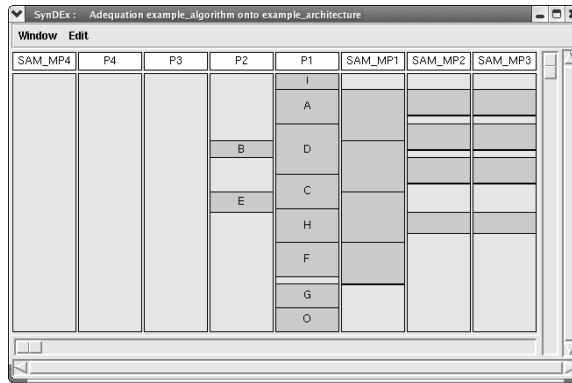 SynDEx : Adequation example_algorithm onto example_architecture
Window Edit
SAM_MP4 P4 P3 P2 P1 SAM_MP1 SAM_MP2 SAM_MP3
I
A
B D
C
E
H
F
G
O